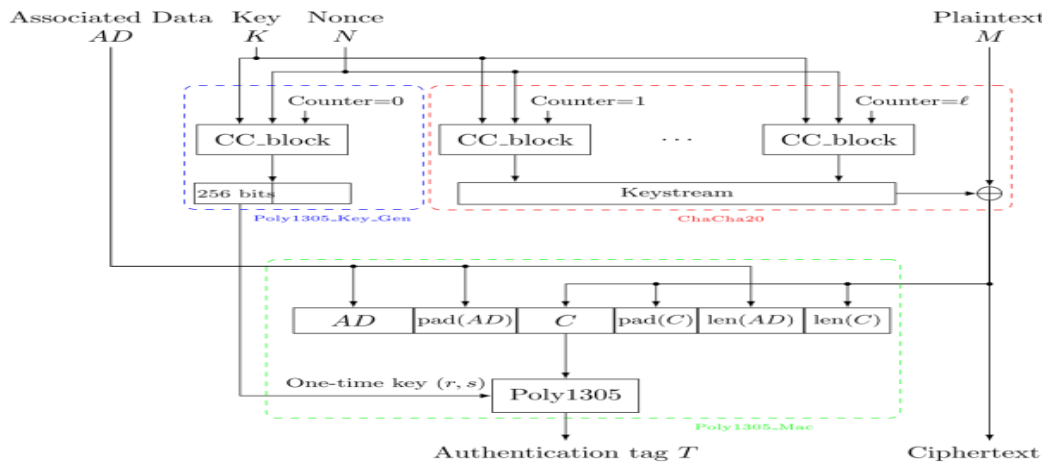 Associated Data Key Nonce Plaintext
AD K N M
Counter=0 Counter=1 Counter=ℓ
CC_block CC_block ... CC_block
256 bits Keystream
Poly1305_Key_Gen ChaCha20
AD pad(AD) C pad(C) len(AD) len(C)
One-time key (r, s)
Poly1305
Poly1305_Mac
Authentication tag T Ciphertext